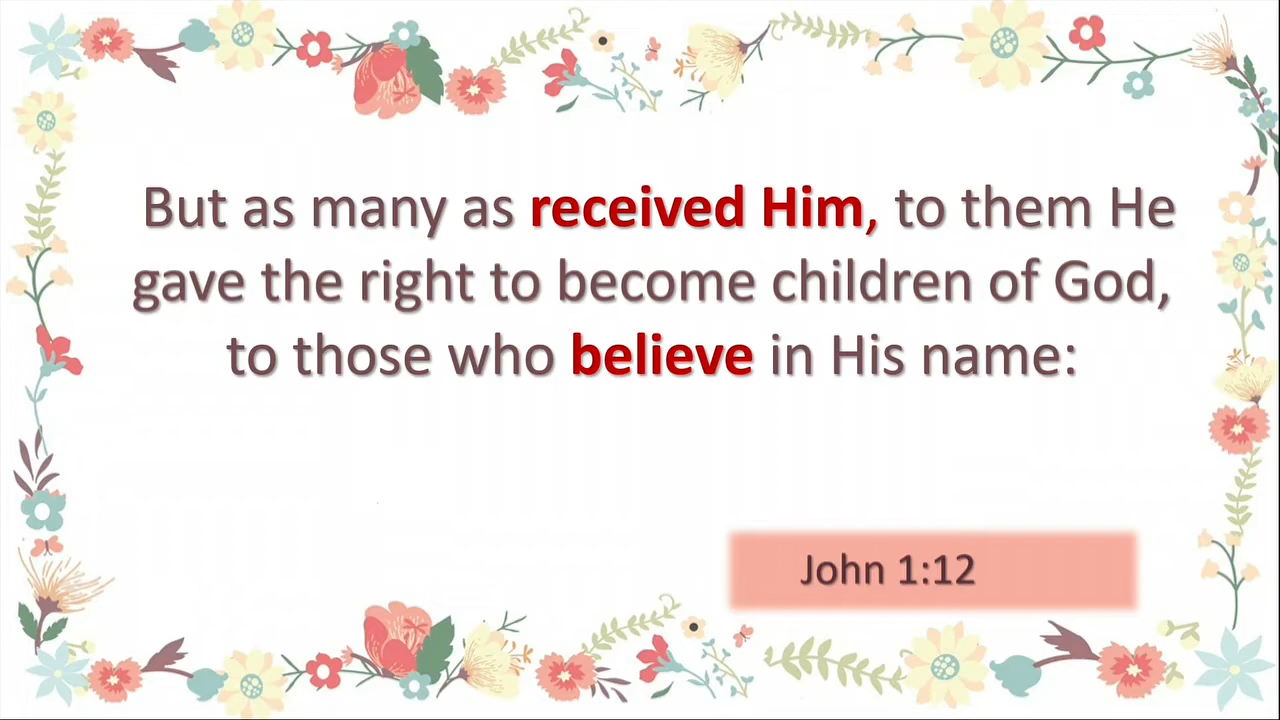 But as many as received Him, to them He
gave the right to become children of God,
to those who believe in His name:
John 1:12